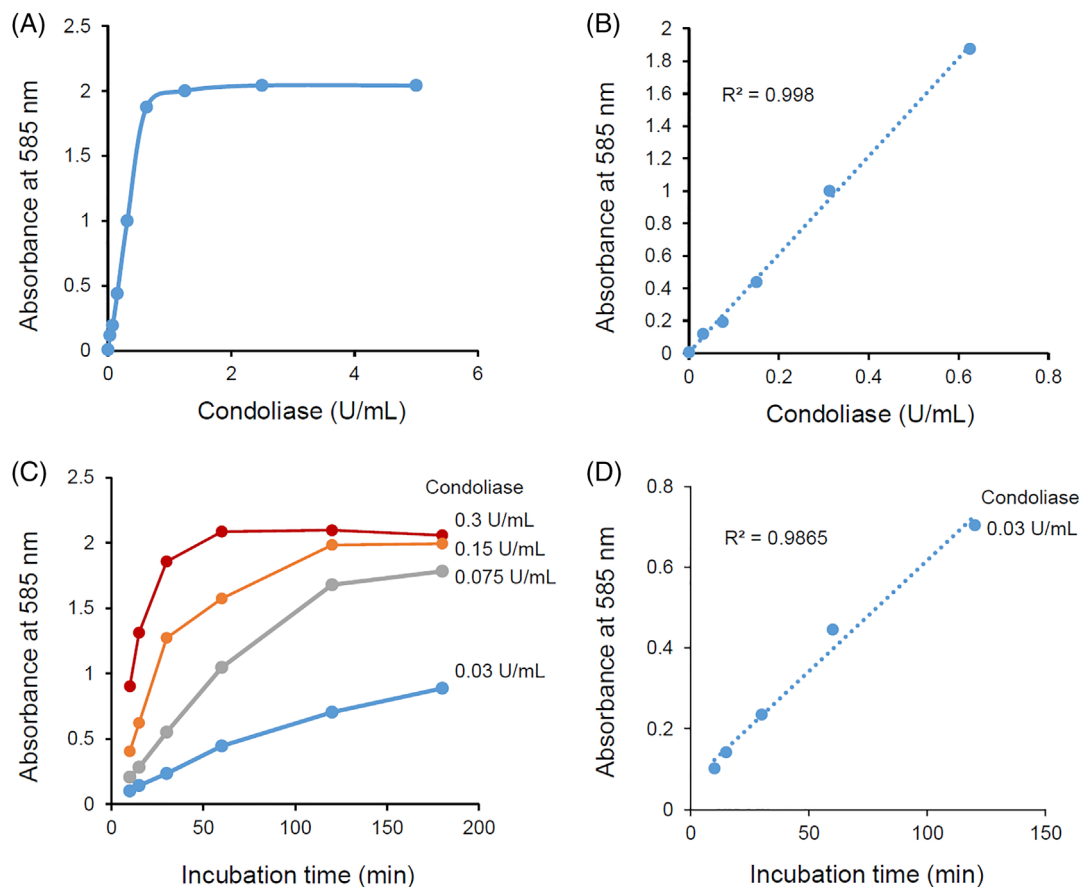 (A)
Absorbance at 585 nm
2.5
2
1.5
1
0.5
0
0 2 4 6
Condoliase (U/mL)
(B)
Absorbance at 585 nm
2
1.8
1.6
1.4
1.2
1
0.8
0.6
0.4
0.2
0
R² = 0.998
0 0.2 0.4 0.6 0.8
Condoliase (U/mL)
(C)
Absorbance at 585 nm
2.5
2
1.5
1
0.5
0
Condoliase
0.3 U/mL
0.15 U/mL
0.075 U/mL
0.03 U/mL
0 50 100 150 200
Incubation time (min)
(D)
Absorbance at 585 nm
0.8
0.6
0.4
0.2
0
Condoliase
0.03 U/mL
R² = 0.9865
0 50 100 150
Incubation time (min)